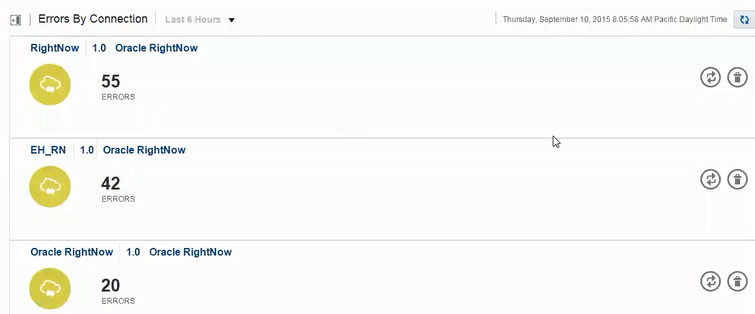 Errors By Connection Last 6 Hours Thursday, September 10, 2015 8:05:58 AM Pacific Daylight Time
RightNow 1.0 Oracle RightNow
55
ERRORS
EH_RN 1.0 Oracle RightNow
42
ERRORS
Oracle RightNow 1.0 Oracle RightNow
20
ERRORS